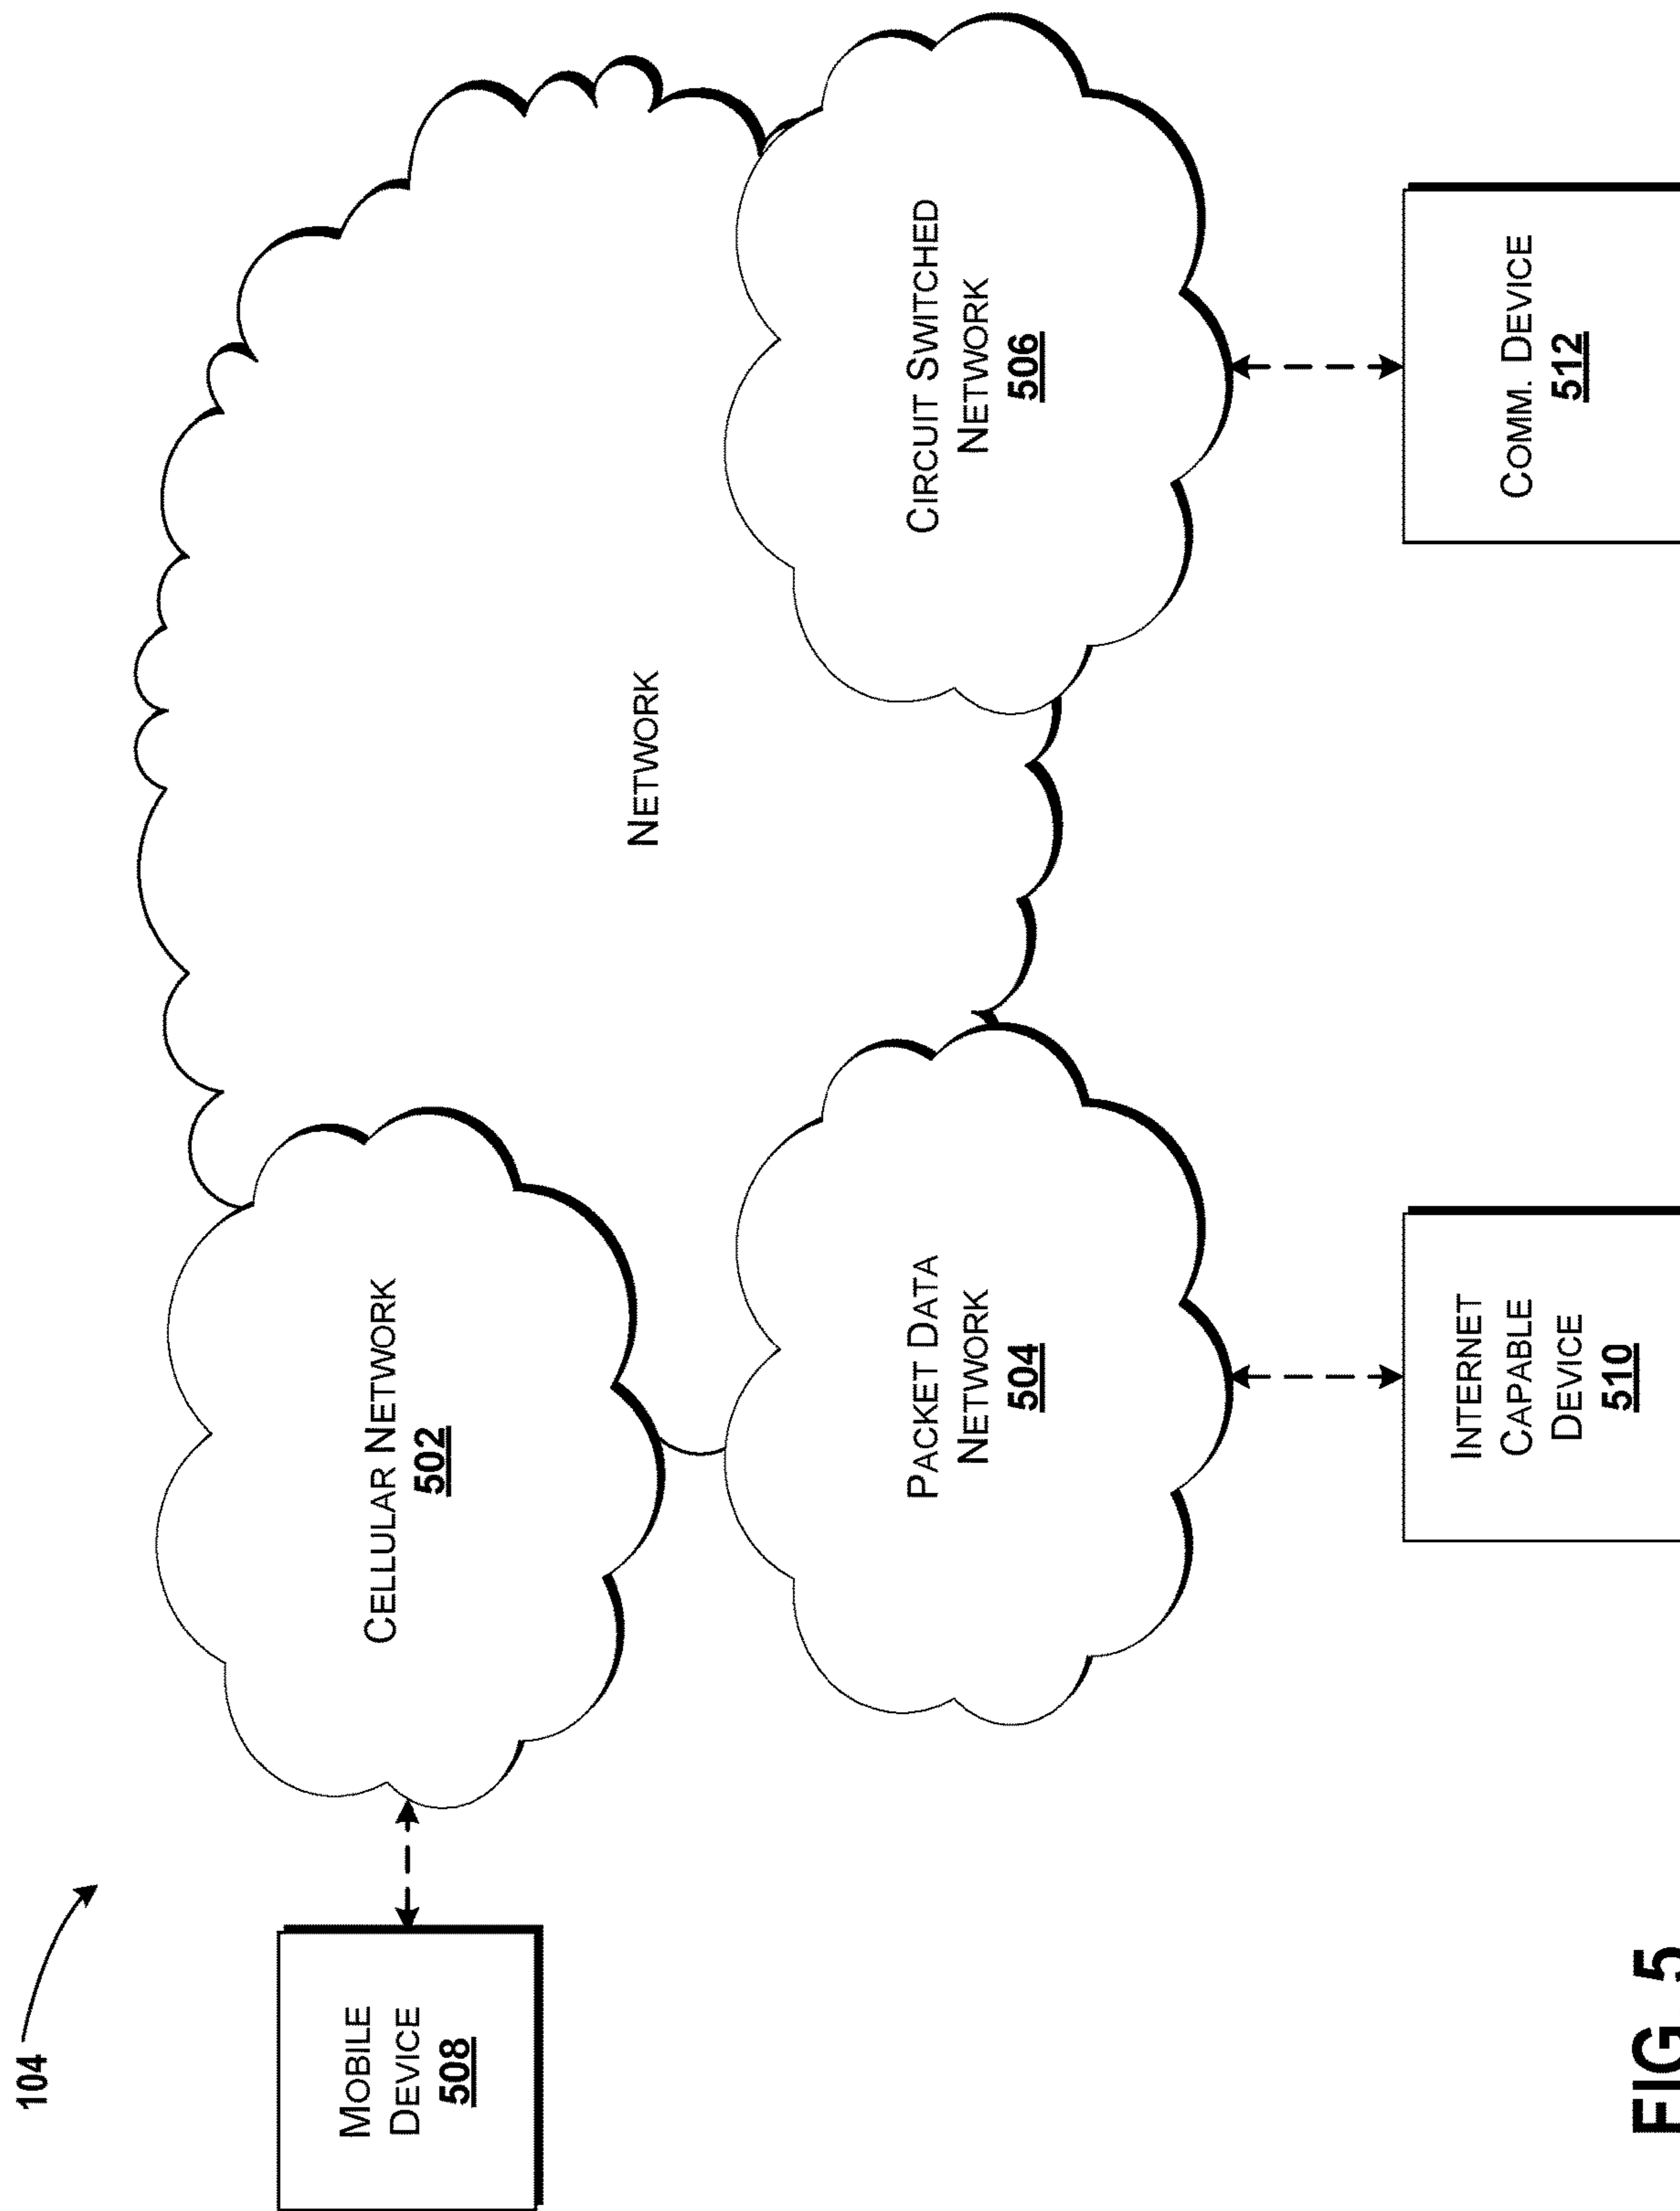 104
MOBILE
DEVICE
508
CELLULAR NETWORK
502
NETWORK
PACKET DATA
NETWORK
504
CIRCUIT SWITCHED
NETWORK
506
INTERNET
CAPABLE
DEVICE
510
COMM. DEVICE
512
FIG. 5